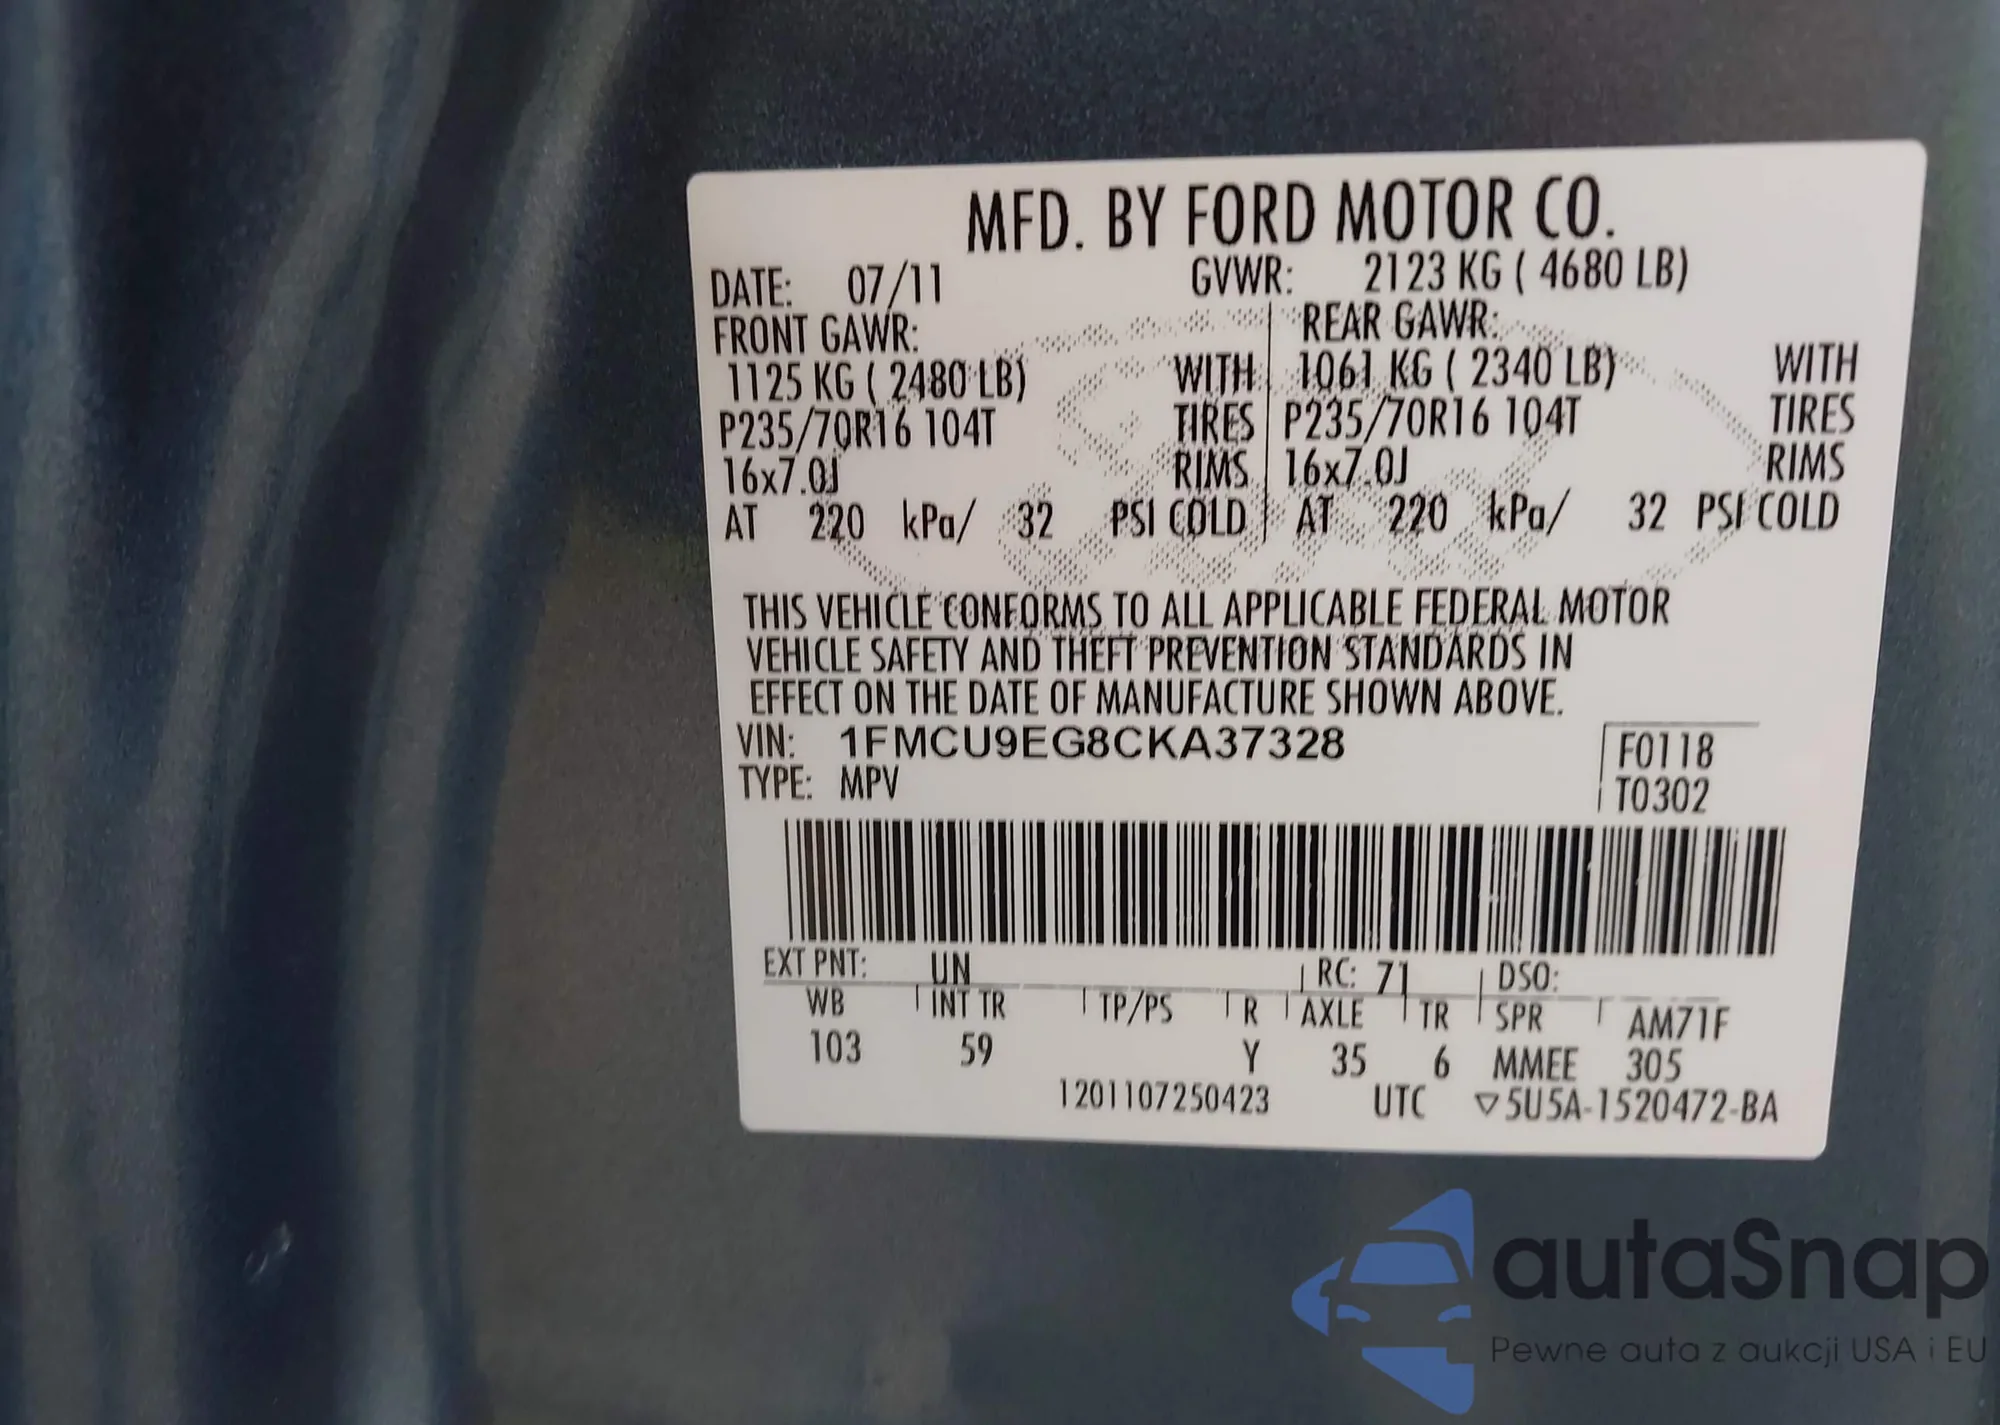 MFD. BY FORD MOTOR CO.
DATE: 07/11 GVWR: 2123 KG ( 4680 LB)
FRONT GAWR: REAR GAWR:
1125 KG ( 2480 LB) WITH 1061 KG ( 2340 LB) WITH
P235/70R16 104T TIRES P235/70R16 104T TIRES
16x7.0J RIMS 16x7.0J RIMS
AT 220 kPa/ 32 PSI COLD AT 220 kPa/ 32 PSI COLD
THIS VEHICLE CONFORMS TO ALL APPLICABLE FEDERAL MOTOR
VEHICLE SAFETY AND THEFT PREVENTION STANDARDS IN
EFFECT ON THE DATE OF MANUFACTURE SHOWN ABOVE.
VIN: 1FMCU9EG8CKA37328 F0118
TYPE: MPV T0302
EXT PNT: UN RC: 71 DSO:
WB INT TR TP/PS R AXLE TR SPR AM71F
103 59 Y 35 6 MMEE 305
1201107250423 UTC ▽5U5A-1520472-BA
autaSnap
Pewne auta z aukcji USA i EU